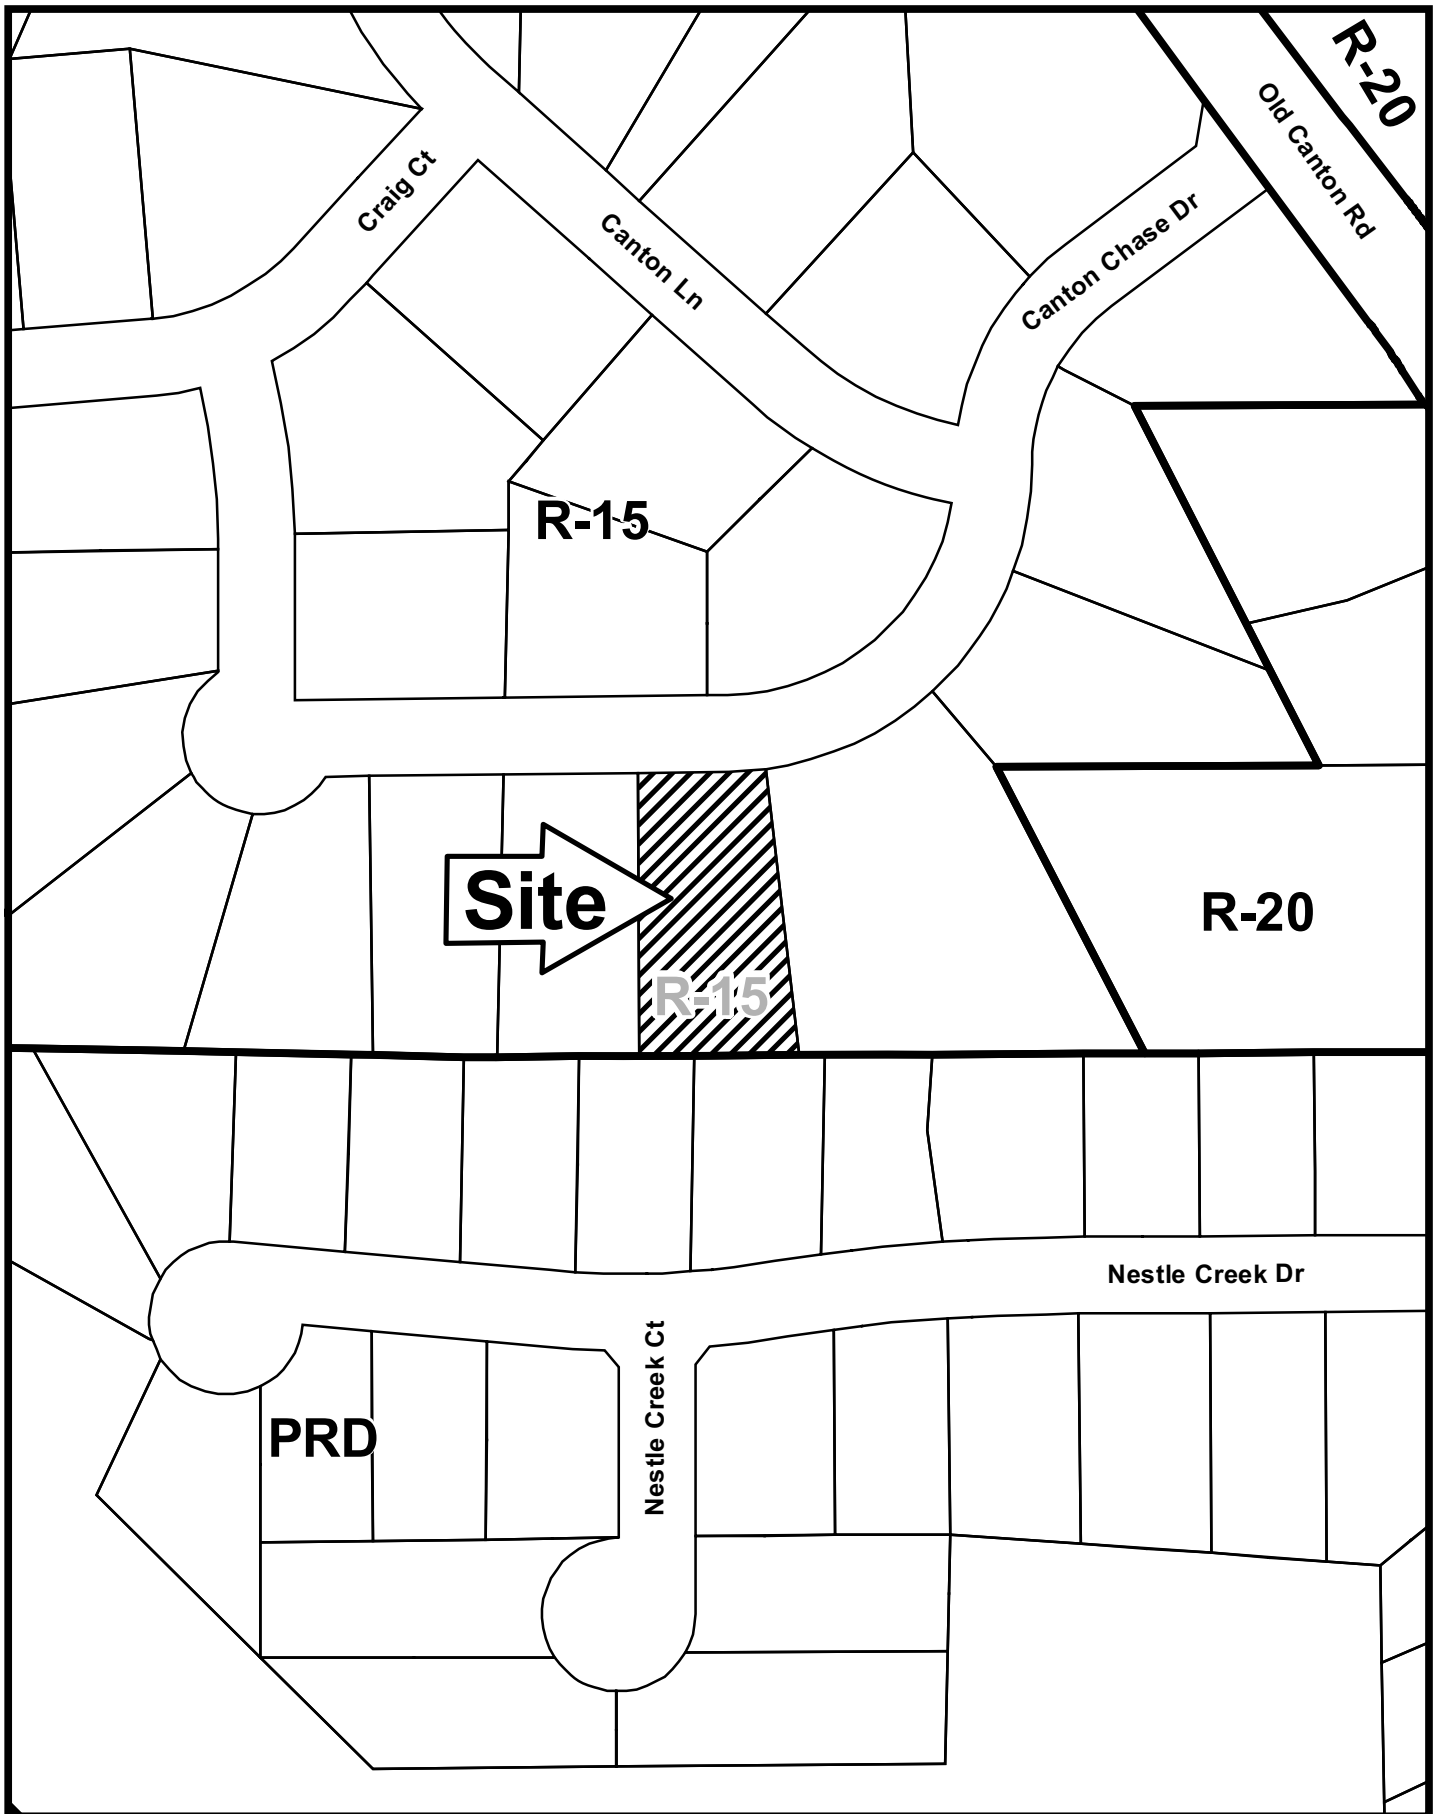 R-20
Old Canton Rd
Craig Ct
Canton Ln
Canton Chase Dr
R-15
Site
R-20
R-15
Nestle Creek Dr
Nestle Creek Ct
PRD